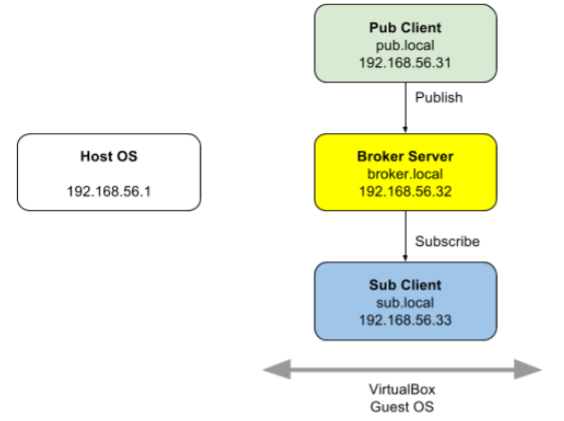 Pub Client
pub.local
192.168.56.31
Publish
Host OS
192.168.56.1
Broker Server
broker.local
192.168.56.32
Subscribe
Sub Client
sub.local
192.168.56.33
VirtualBox
Guest OS